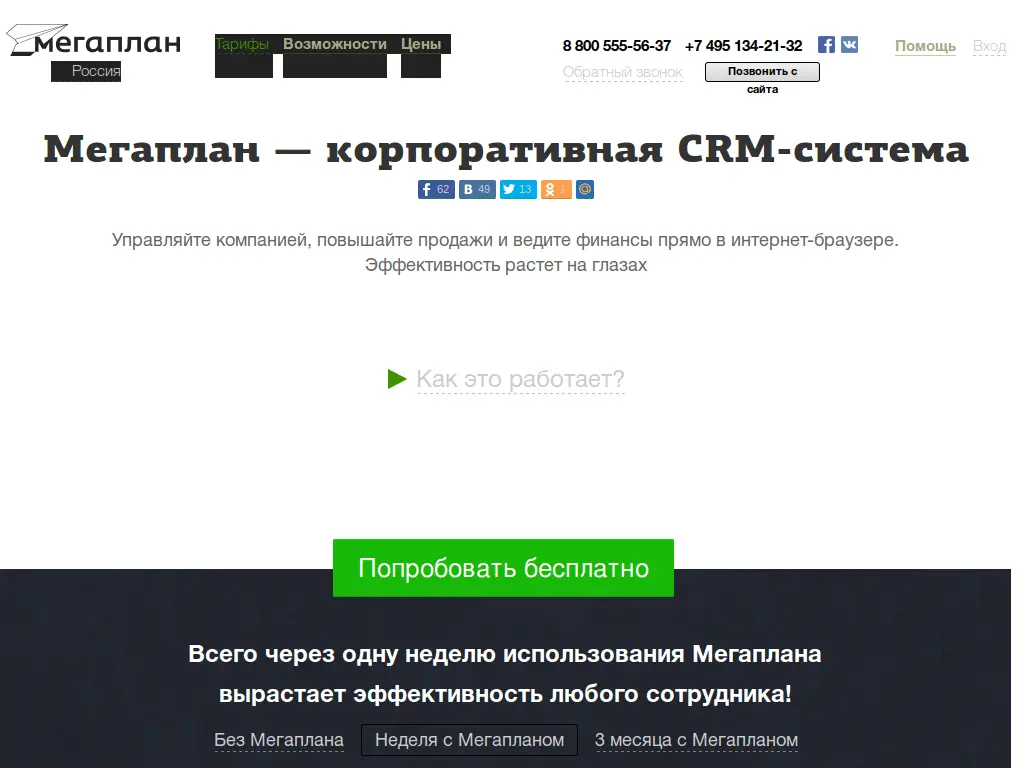 мегаплан
Россия
Тарифы Возможности Цены
8 800 555-56-37 +7 495 134-21-32
Обратный звонок
Позвонить с
сайта
Помощь Вход
Мегаплан — корпоративная CRM-система
62 49 13 1
Управляйте компанией, повышайте продажи и ведите финансы прямо в интернет-браузере.
Эффективность растет на глазах
Как это работает?
Попробовать бесплатно
Всего через одну неделю использования Мегаплана
вырастает эффективность любого сотрудника!
Без Мегаплана Неделя с Мегапланом 3 месяца с Мегапланом